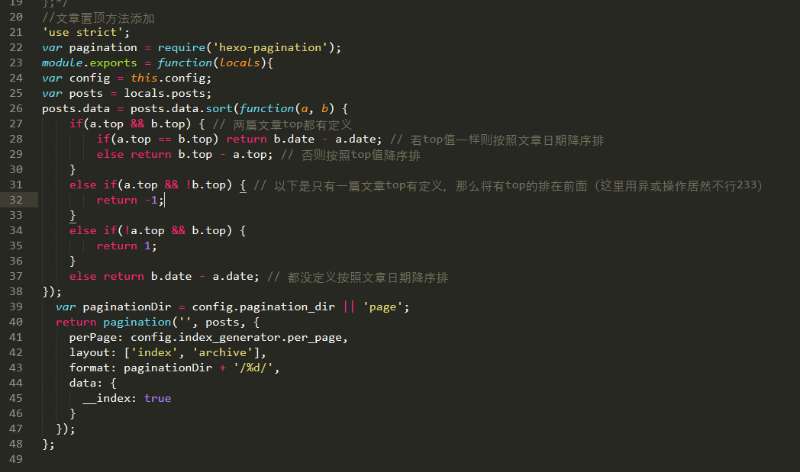 19 };*/
20 //文章置顶方法添加
21 'use strict';
22 var pagination = require('hexo-pagination');
23 module.exports = function(locals){
24 var config = this.config;
25 var posts = locals.posts;
26 posts.data = posts.data.sort(function(a, b) {
27 if(a.top && b.top) { // 两篇文章top都有定义
28 if(a.top == b.top) return b.date - a.date; // 若top值一样则按照文章日期降序排
29 else return b.top - a.top; // 否则按照top值降序排
30 }
31 else if(a.top && !b.top) { // 以下是只有一篇文章top有定义，那么将有top的排在前面（这里用异或操作居然不行233）
32 return -1;
33 }
34 else if(!a.top && b.top) {
35 return 1;
36 }
37 else return b.date - a.date; // 都没定义按照文章日期降序排
38 });
39 var paginationDir = config.pagination_dir || 'page';
40 return pagination('', posts, {
41 perPage: config.index_generator.per_page,
42 layout: ['index', 'archive'],
43 format: paginationDir + '/%d/',
44 data: {
45 __index: true
46 }
47 });
48 };
49